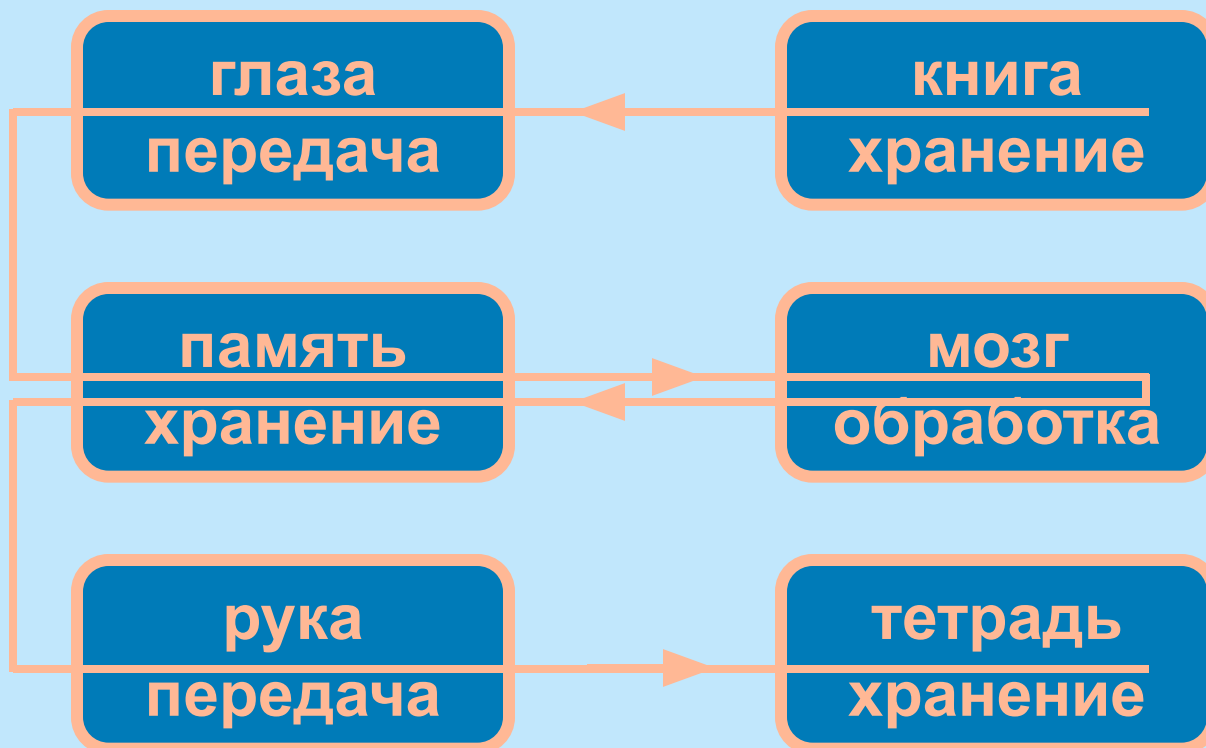 глаза
передача
книга
хранение
память
хранение
мозг
обработка
рука
передача
тетрадь
хранение